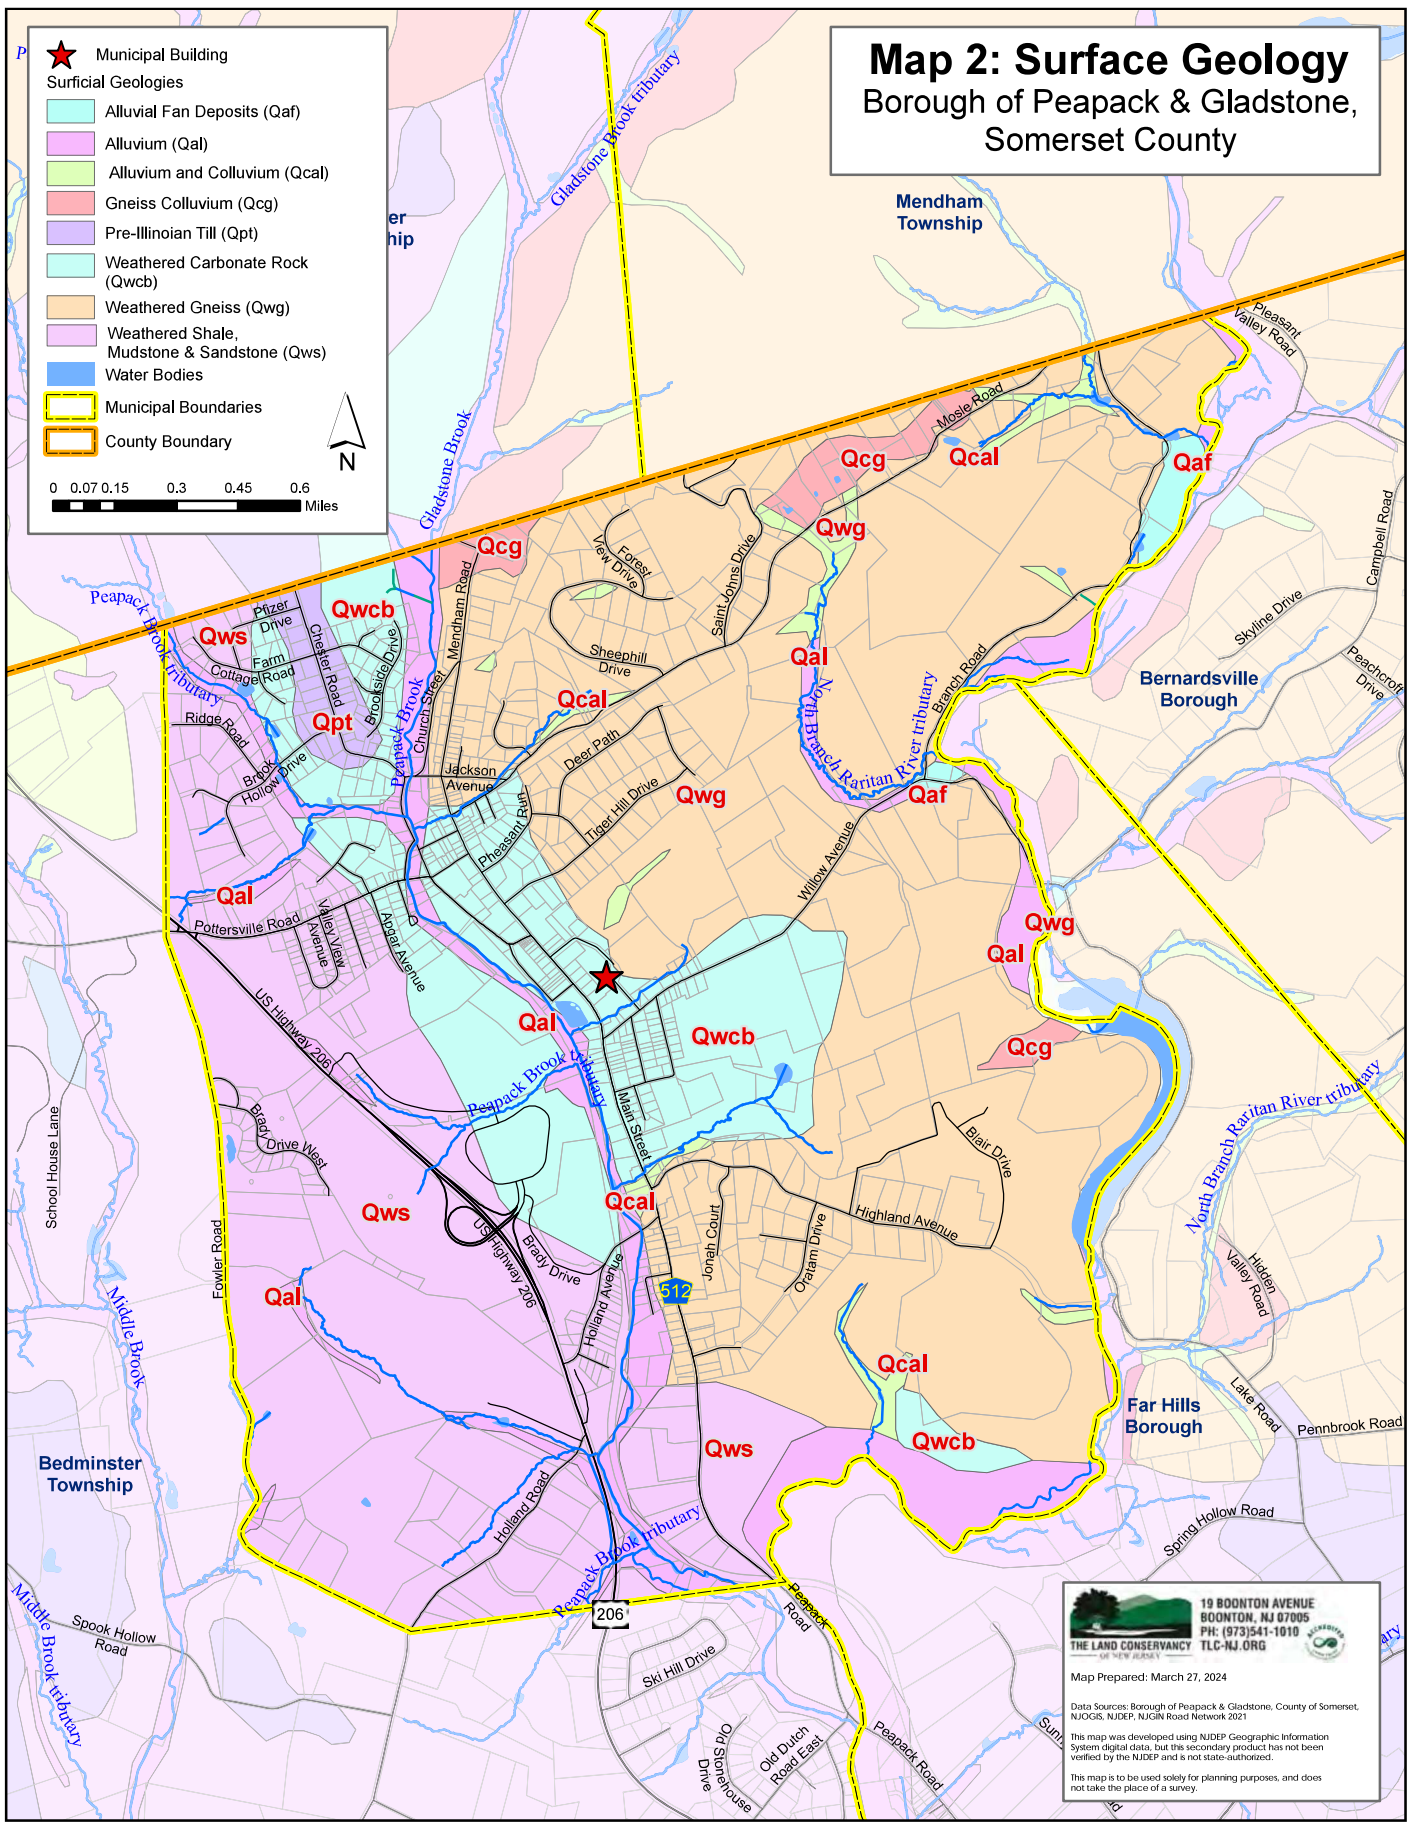 Map 2: Surface Geology
Borough of Peapack & Gladstone,
Somerset County
Municipal Building
Surficial Geologies
Alluvial Fan Deposits (Qaf)
Alluvium (Qal)
Alluvium and Colluvium (Qcal)
Gneiss Colluvium (Qcg)
Pre-Illinoian Till (Qpt)
Weathered Carbonate Rock
(Qwcb)
Weathered Gneiss (Qwg)
Weathered Shale,
Mudstone & Sandstone (Qws)
Water Bodies
Municipal Boundaries
County Boundary
N
0 0.07 0.15 0.3 0.45 0.6
Miles
P
er
hip
Gladstone Brook tributary
Mendham
Township
Pleasant
Valley Road
Gladstone Brook
Mosle Road
Qcg
Qcal
Qaf
Campbell Road
Qwg
Qcg
Forest
View Drive
Saint Johns Drive
Mendham Road
Peapack Brook tributary
Pfizer
Drive
Qwcb
Qws
Chester Road
Farm
Cottage Road
Brookside Drive
Sheephill
Drive
Qal
Skyline Drive
Peachcroft
Drive
Bernardsville
Borough
Branch Road
North Branch Raritan River tributary
Church Street
Peapack Brook
Qcal
Ridge Road
Qpt
Deer Path
Brook
Hollow Drive
Jackson
Avenue
Tiger Hill Drive
Qwg
Qaf
Pheasant Run
Willow Avenue
Qal
Pottersville Road
Valley View
Avenue
Apgar Avenue
Qwg
Qal
US Highway 206
Qal
Qwcb
Qcg
Peapack Brook tributary
Main Street
Brady
Drive West
School House Lane
Blair Drive
North Branch Raritan River tributary
Qws
Qcal
Highland Avenue
Jonah Court
Oratam Drive
US Highway 206
Brady Drive
Fowler Road
Hidden
Valley Road
Qal
Holland Avenue
512
Middle Brook
Qcal
Lake Road
Far Hills
Borough
Pennbrook Road
Qwcb
Qws
Bedminster
Township
Holland Road
Spring Hollow Road
Peapack Brook tributary
Middle Brook tributary
206
Peapack
Road
Spook Hollow
Road
Ski Hill Drive
Old Stonehouse
Drive
Old Dutch
Road East
Peapack Road
Sunn
ad
ary
THE LAND CONSERVANCY
OF NEW JERSEY
19 BOONTON AVENUE
BOONTON, NJ 07005
PH: (973)541-1010
TLC-NJ.ORG
ACCREDITED
Map Prepared: March 27, 2024
Data Sources: Borough of Peapack & Gladstone, County of Somerset,
NJOGIS, NJDEP, NJGIN Road Network 2021
This map was developed using NJDEP Geographic Information
System digital data, but this secondary product has not been
verified by the NJDEP and is not state-authorized.
This map is to be used solely for planning purposes, and does
not take the place of a survey.